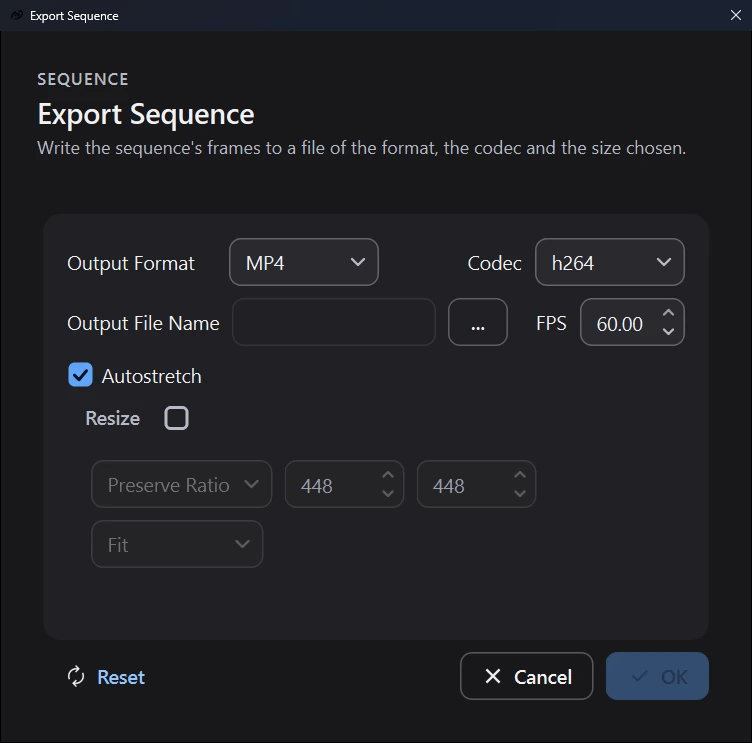 Export Sequence
SEQUENCE
Export Sequence
Write the sequence's frames to a file of the format, the codec and the size chosen.
Output Format MP4 Codec h264
Output File Name ... FPS 60.00
Autostretch
Resize
Preserve Ratio 448 448
Fit
Reset Cancel OK